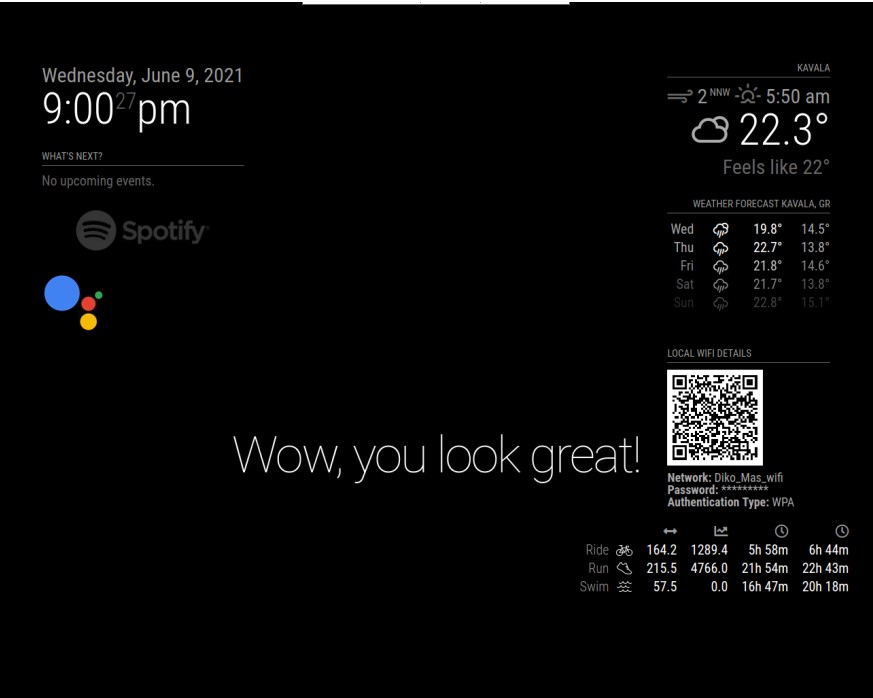 Wednesday, June 9, 2021
9:00 27 pm
WHAT'S NEXT?
No upcoming events.
Spotify
KAVALA
2 NNW 5:50 am
22.3°
Feels like 22°
WEATHER FORECAST KAVALA, GR
Wed 19.8° 14.5°
Thu 22.7° 13.8°
Fri 21.8° 14.6°
Sat 21.7° 13.8°
Sun 22.8° 15.1°
LOCAL WIFI DETAILS
Wow, you look great!
Network: Diko_Mas_wifi
Password: *********
Authentication Type: WPA
Ride 164.2 1289.4 5h 58m 6h 44m
Run 215.5 4766.0 21h 54m 22h 43m
Swim 57.5 0.0 16h 47m 20h 18m